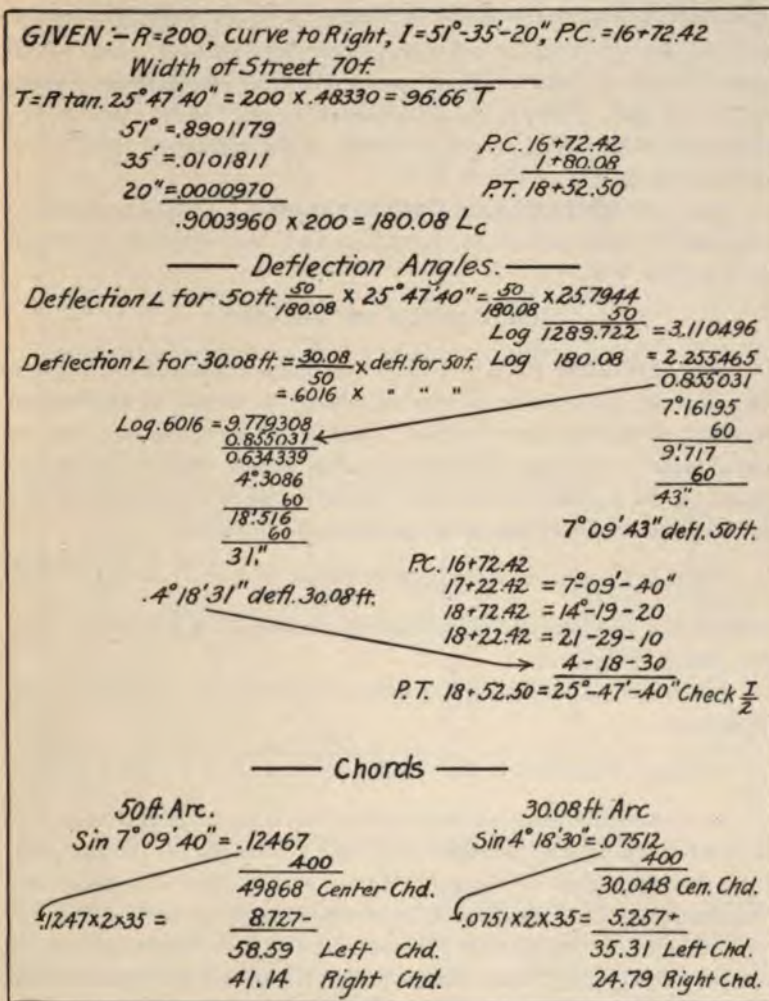 GIVEN:- R=200, curve to Right, I=51°-35'-20", P.C.=16+72.42
Width of Street 70f.
T=R tan. 25°47'40" = 200 x .48330 = 96.66 T
51° = .8901179
35' = .0101811
20" = .0000970
.9003960 x 200 = 180.08 Lc
P.C. 16+72.42
1+80.08
P.T. 18+52.50
Deflection Angles.
Deflection ∠ for 50ft. 50/180.08 x 25°47'40" = 50/180.08 x 25.7944
50
Log 1289.722 = 3.110496
Deflection ∠ for 30.08 ft. = 30.08/50 x defl. for 50f. Log 180.08 = 2.255465
= .6016 x " " " 0.855031
7°.16195
60
9'.717
60
43".
7°09'43" defl. 50ft.
Log .6016 = 9.779308
0.855031
0.634339
4°.3086
60
18'.516
60
31."
.4°18'31" defl. 30.08 ft.
P.C. 16+72.42
17+22.42 = 7°-09'-40"
18+72.42 = 14°-19-20
18+22.42 = 21-29-10
4-18-30
P.T. 18+52.50 = 25°-47'-40" Check I/2
Chords
50ft. Arc.
Sin 7°09'40" = .12467
400
49868 Center Chd.
.1247x2x35 = 8.727-
58.59 Left Chd.
41.14 Right Chd.
30.08 ft. Arc
Sin 4°18'30" = .07512
400
30.048 Cen. Chd.
.0751x2x35 = 5.257+
35.31 Left Chd.
24.79 Right Chd.